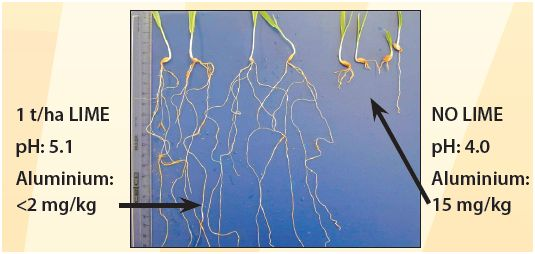 1 t/ha LIME
pH: 5.1
Aluminium:
<2 mg/kg
NO LIME
pH: 4.0
Aluminium:
15 mg/kg